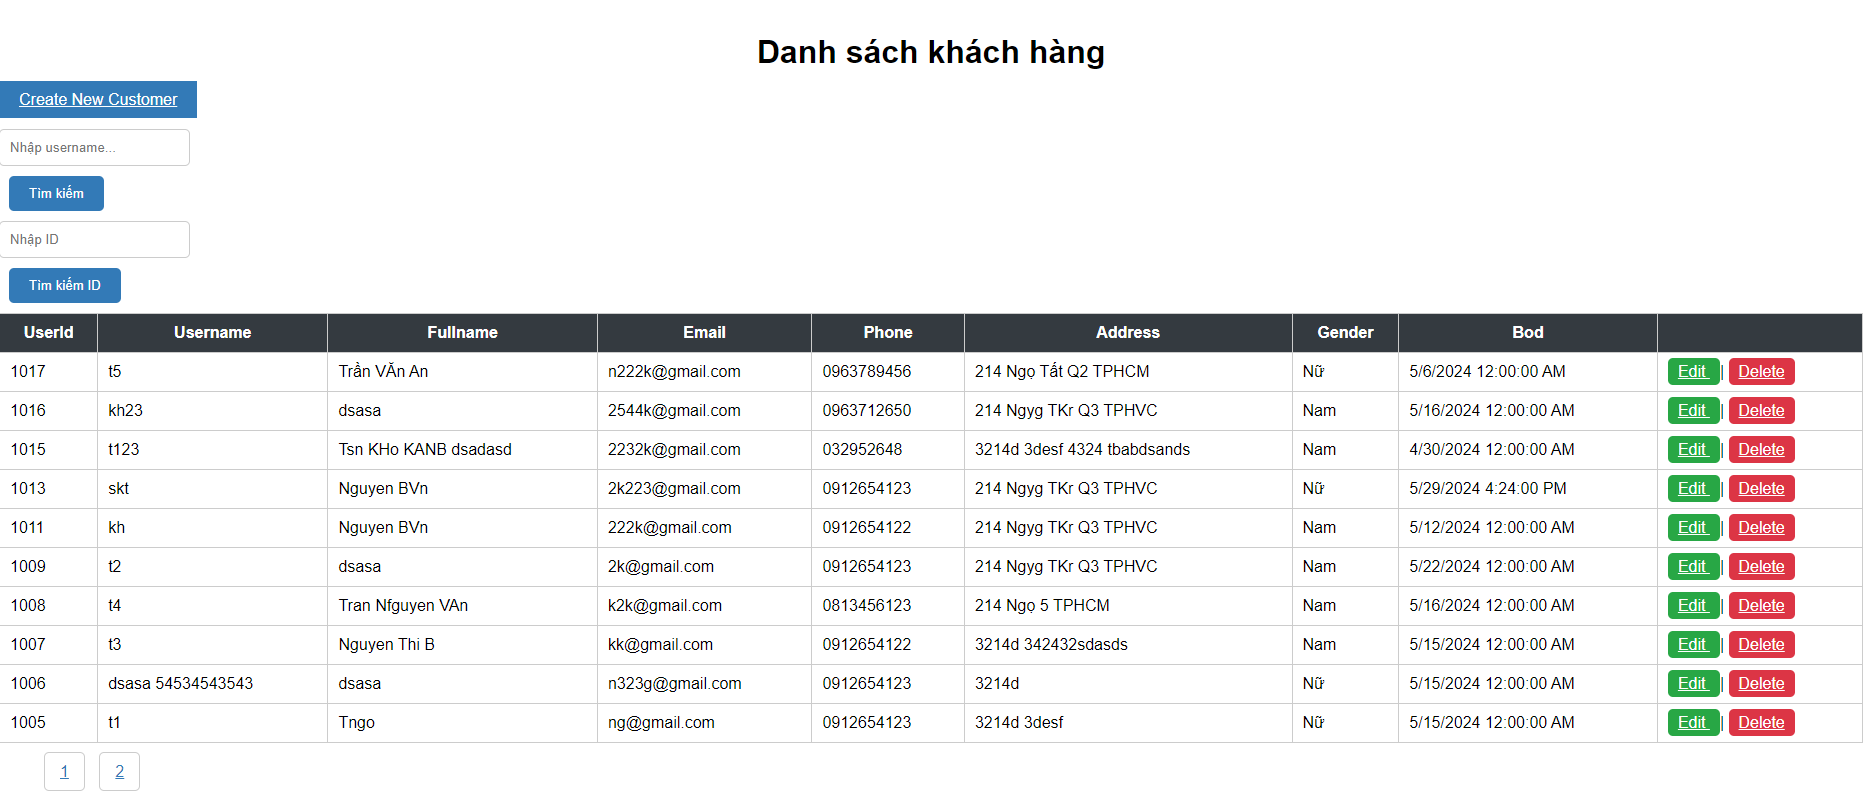 Danh sách khách hàng
Create New Customer
Nhập username...
Tìm kiếm
Nhập ID
Tìm kiếm ID
UserId Username Fullname Email Phone Address Gender Bod
1017 t5 Trần VĂn An n222k@gmail.com 0963789456 214 Ngọ Tất Q2 TPHCM Nữ 5/6/2024 12:00:00 AM Edit | Delete
1016 kh23 dsasa 2544k@gmail.com 0963712650 214 Ngyg TKr Q3 TPHVC Nam 5/16/2024 12:00:00 AM Edit | Delete
1015 t123 Tsn KHo KANB dsadasd 2232k@gmail.com 032952648 3214d 3desf 4324 tbabdsands Nam 4/30/2024 12:00:00 AM Edit | Delete
1013 skt Nguyen BVn 2k223@gmail.com 0912654123 214 Ngyg TKr Q3 TPHVC Nữ 5/29/2024 4:24:00 PM Edit | Delete
1011 kh Nguyen BVn 222k@gmail.com 0912654122 214 Ngyg TKr Q3 TPHVC Nam 5/12/2024 12:00:00 AM Edit | Delete
1009 t2 dsasa 2k@gmail.com 0912654123 214 Ngyg TKr Q3 TPHVC Nam 5/22/2024 12:00:00 AM Edit | Delete
1008 t4 Tran Nfguyen VAn k2k@gmail.com 0813456123 214 Ngọ 5 TPHCM Nam 5/16/2024 12:00:00 AM Edit | Delete
1007 t3 Nguyen Thi B kk@gmail.com 0912654122 3214d 342432sdasds Nam 5/15/2024 12:00:00 AM Edit | Delete
1006 dsasa 54534543543 dsasa n323g@gmail.com 0912654123 3214d Nữ 5/15/2024 12:00:00 AM Edit | Delete
1005 t1 Tngo ng@gmail.com 0912654123 3214d 3desf Nữ 5/15/2024 12:00:00 AM Edit | Delete
1 2